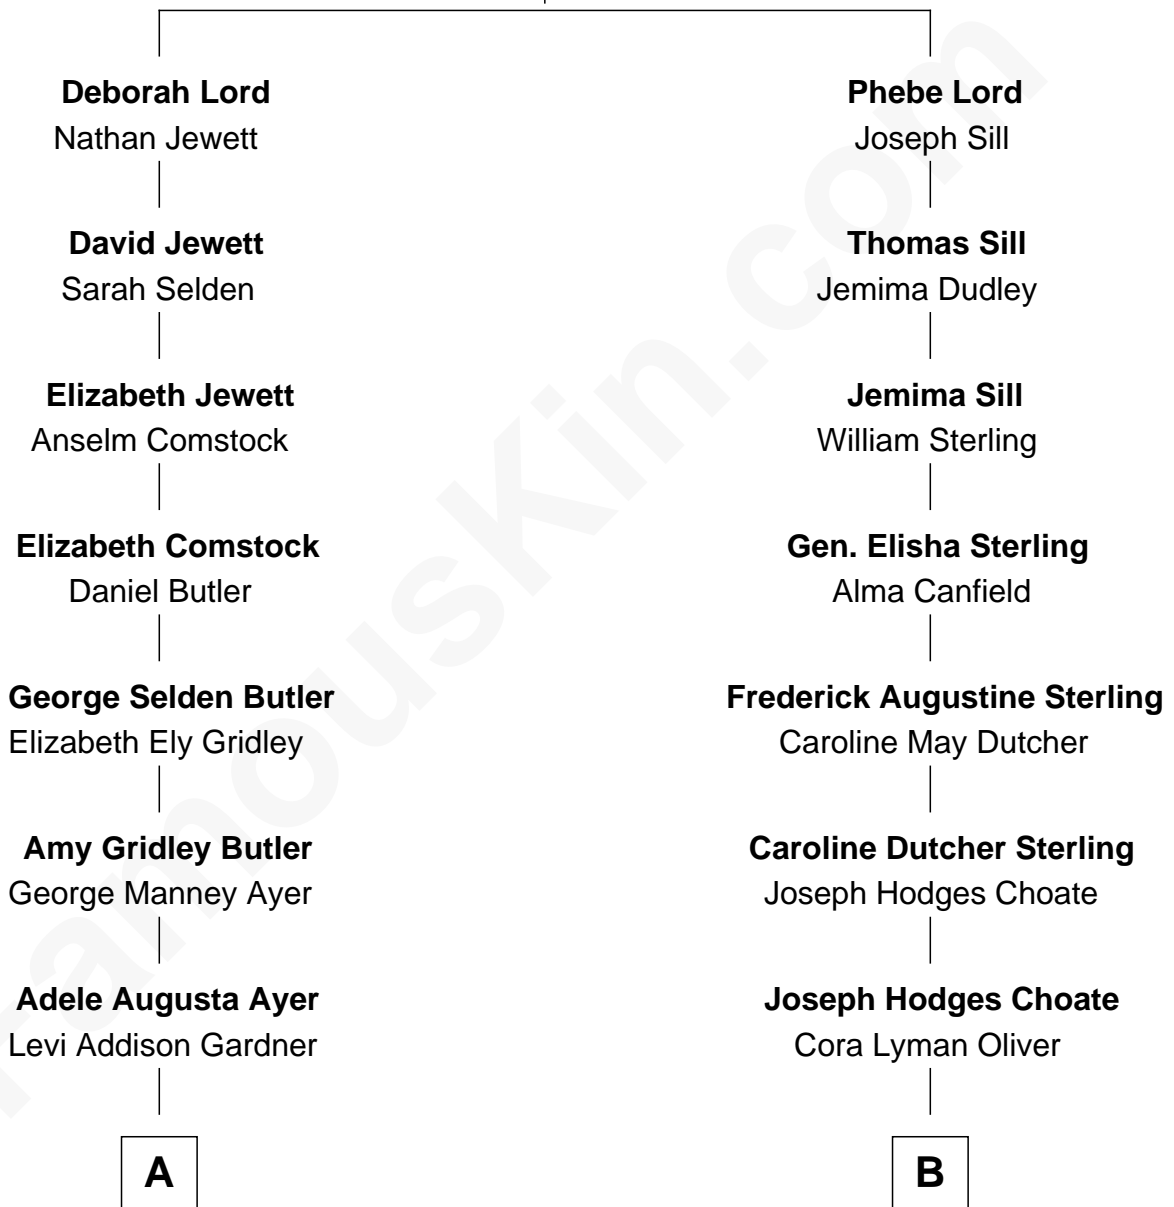 Deborah Lord
Nathan Jewett
David Jewett
Sarah Selden
Elizabeth Jewett
Anselm Comstock
Elizabeth Comstock
Daniel Butler
George Selden Butler
Elizabeth Ely Gridley
Amy Gridley Butler
George Manney Ayer
Adele Augusta Ayer
Levi Addison Gardner
A
Phebe Lord
Joseph Sill
Thomas Sill
Jemima Dudley
Jemima Sill
William Sterling
Gen. Elisha Sterling
Alma Canfield
Frederick Augustine Sterling
Caroline May Dutcher
Caroline Dutcher Sterling
Joseph Hodges Choate
Joseph Hodges Choate
Cora Lyman Oliver
B
FamousKin.com